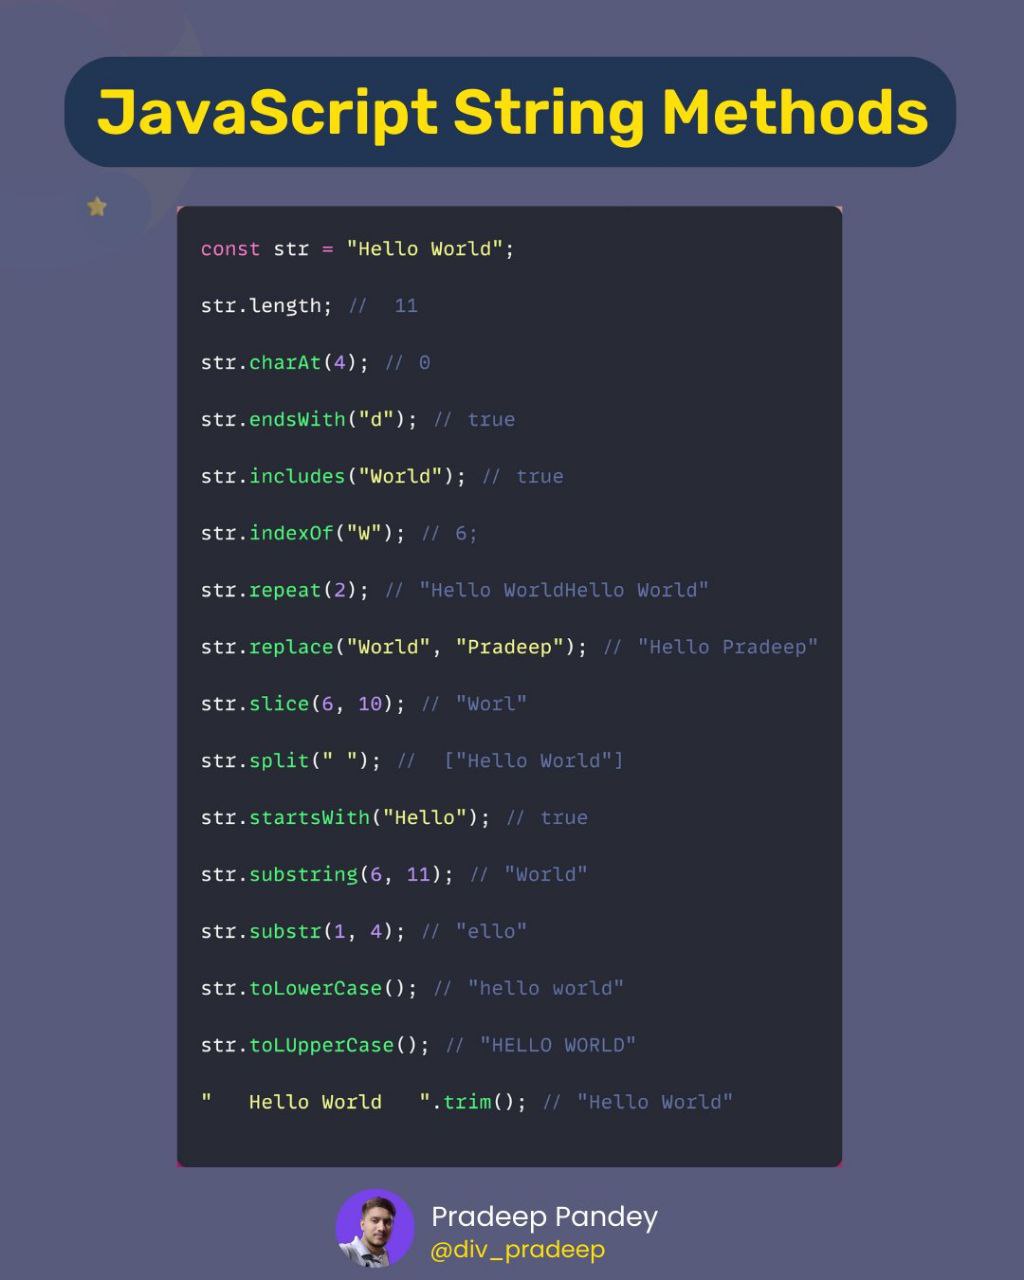 JavaScript String Methods
const str = "Hello World";
str.length; //  11
str.charAt(4); // 0
str.endsWith("d"); // true
str.includes("World"); // true
str.indexOf("W"); // 6;
str.repeat(2); // "Hello WorldHello World"
str.replace("World", "Pradeep"); // "Hello Pradeep"
str.slice(6, 10); // "Worl"
str.split(" "); //  ["Hello World"]
str.startsWith("Hello"); // true
str.substring(6, 11); // "World"
str.substr(1, 4); // "ello"
str.toLowerCase(); // "hello world"
str.toLUpperCase(); // "HELLO WORLD"
"   Hello World   ".trim(); // "Hello World"
Pradeep Pandey
@div_pradeep